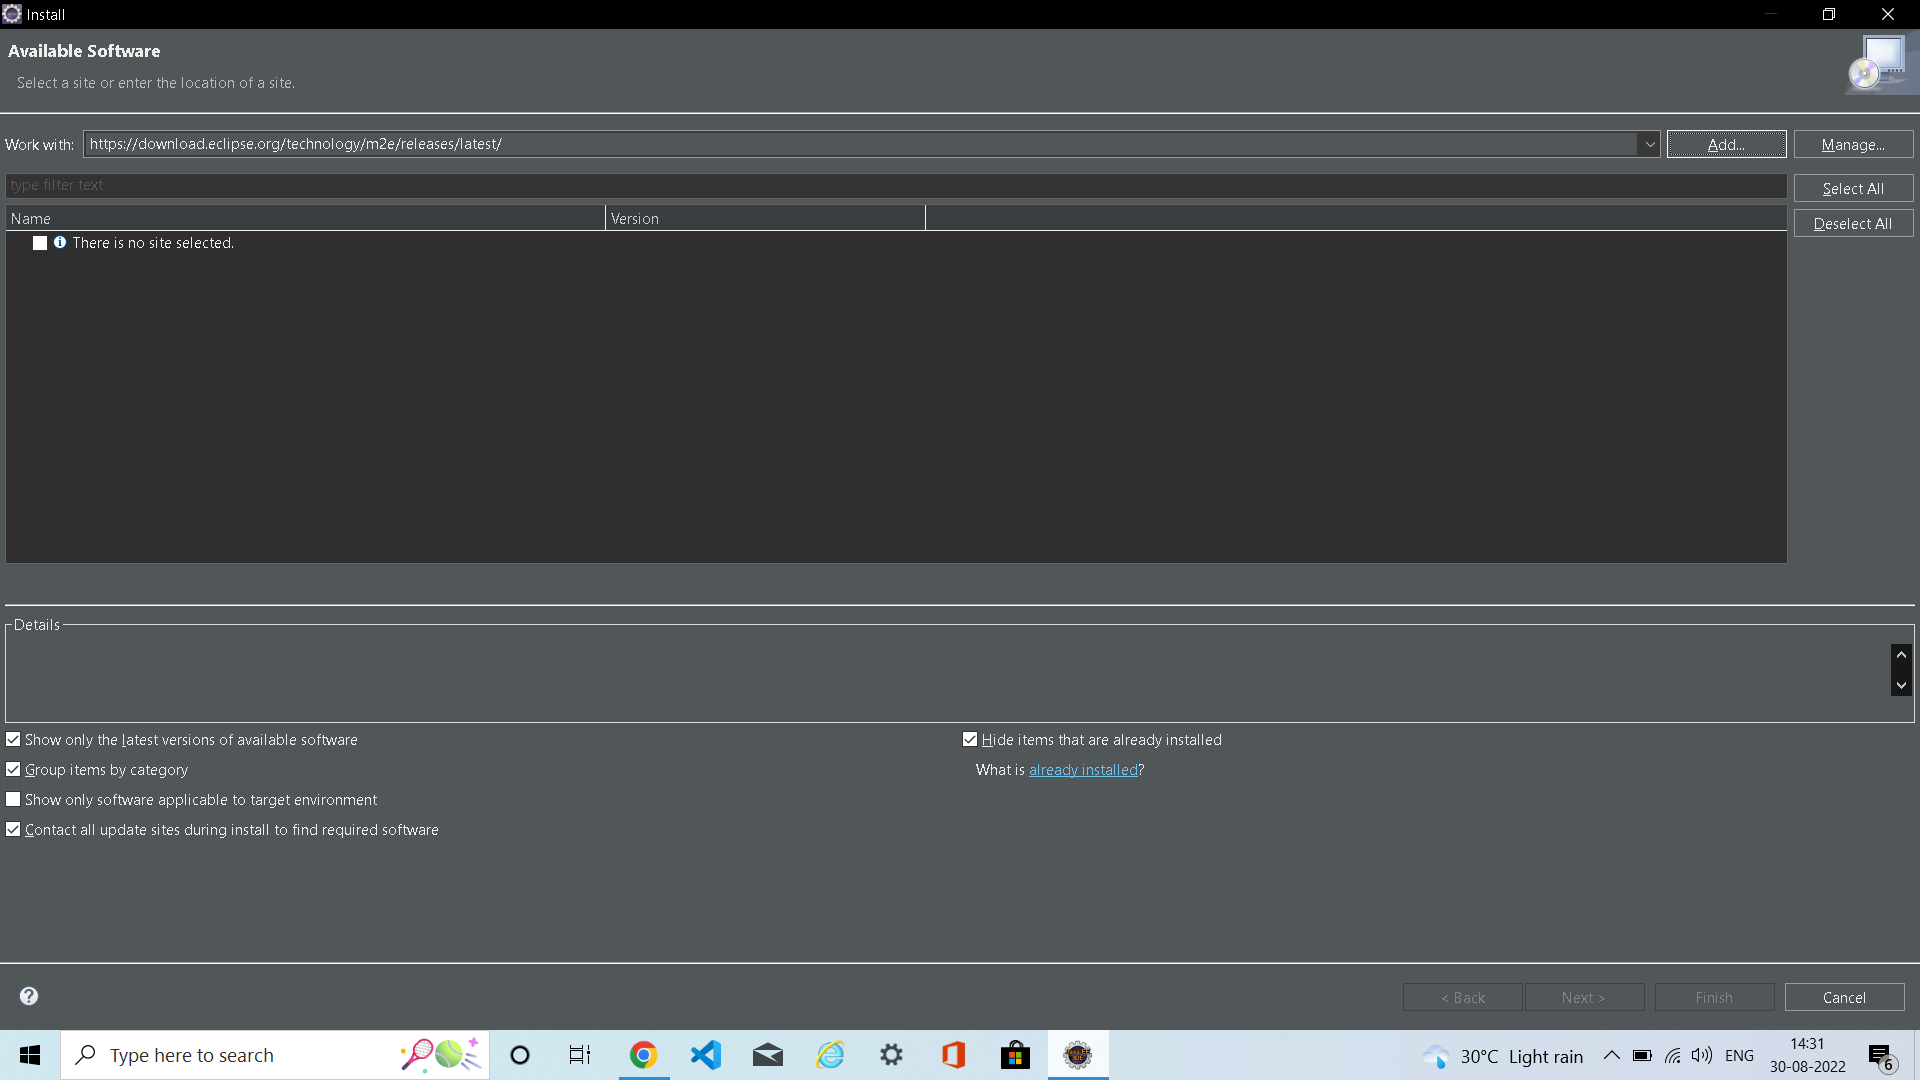 Install
Available Software
Select a site or enter the location of a site.
Work with: https://download.eclipse.org/technology/m2e/releases/latest/ Add... Manage...
type filter text
Select All
Name Version
Deselect All
There is no site selected.
Details
Show only the latest versions of available software
Hide items that are already installed
Group items by category
What is already installed?
Show only software applicable to target environment
Contact all update sites during install to find required software
< Back Next > Finish Cancel
Type here to search
30°C Light rain
ENG
14:31
30-08-2022
6